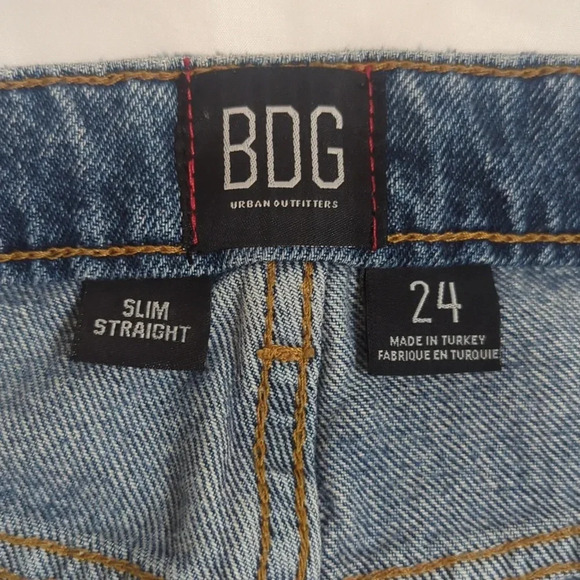 BDG
URBAN OUTFITTERS
SLIM
STRAIGHT
24
MADE IN TURKEY
FABRIQUE EN TURQUIE